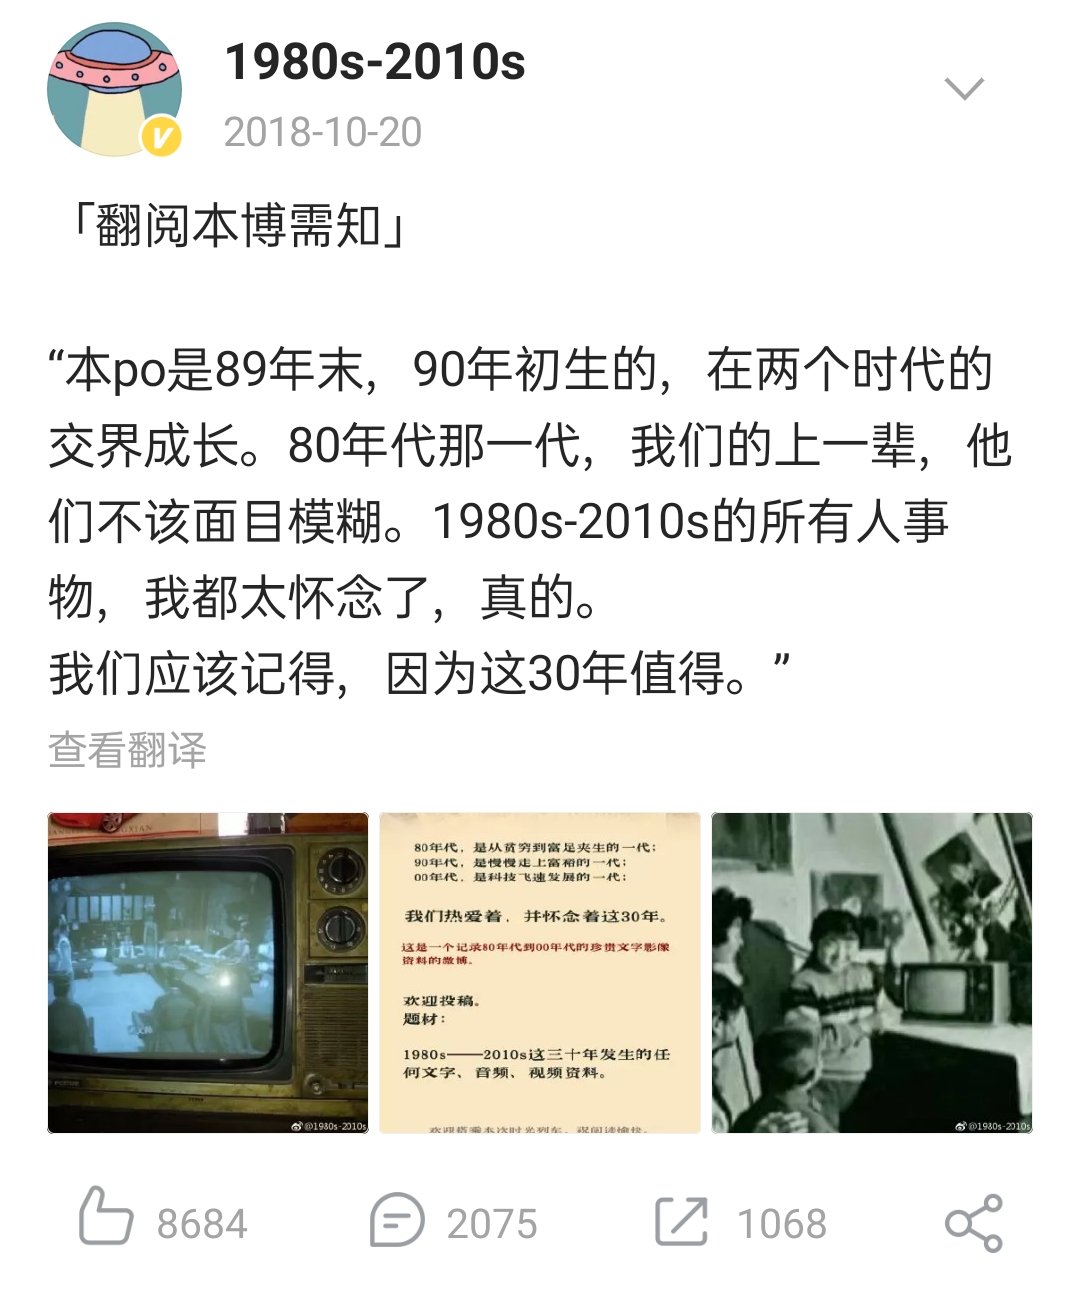 1980s-2010s
2018-10-20
「翻阅本博需知」
“本po是89年末，90年初生的，在两个时代的
交界成长。80年代那一代，我们的上一辈，他
们不该面目模糊。1980s-2010s的所有人事
物，我都太怀念了，真的。
我们应该记得，因为这30年值得。”
查看翻译
@1980s-2010s
80年代，是从贫穷到富足夹生的一代；
90年代，是慢慢走上富裕的一代；
00年代，是科技飞速发展的一代；
我们热爱着，并怀念着这30年。
这是一个记录80年代到00年代的珍贵文字影像
资料的微博。
欢迎投稿。
题材：
1980s——2010s这三十年发生的任
何文字、音频、视频资料。
@1980s-2010s
8684
2075
1068